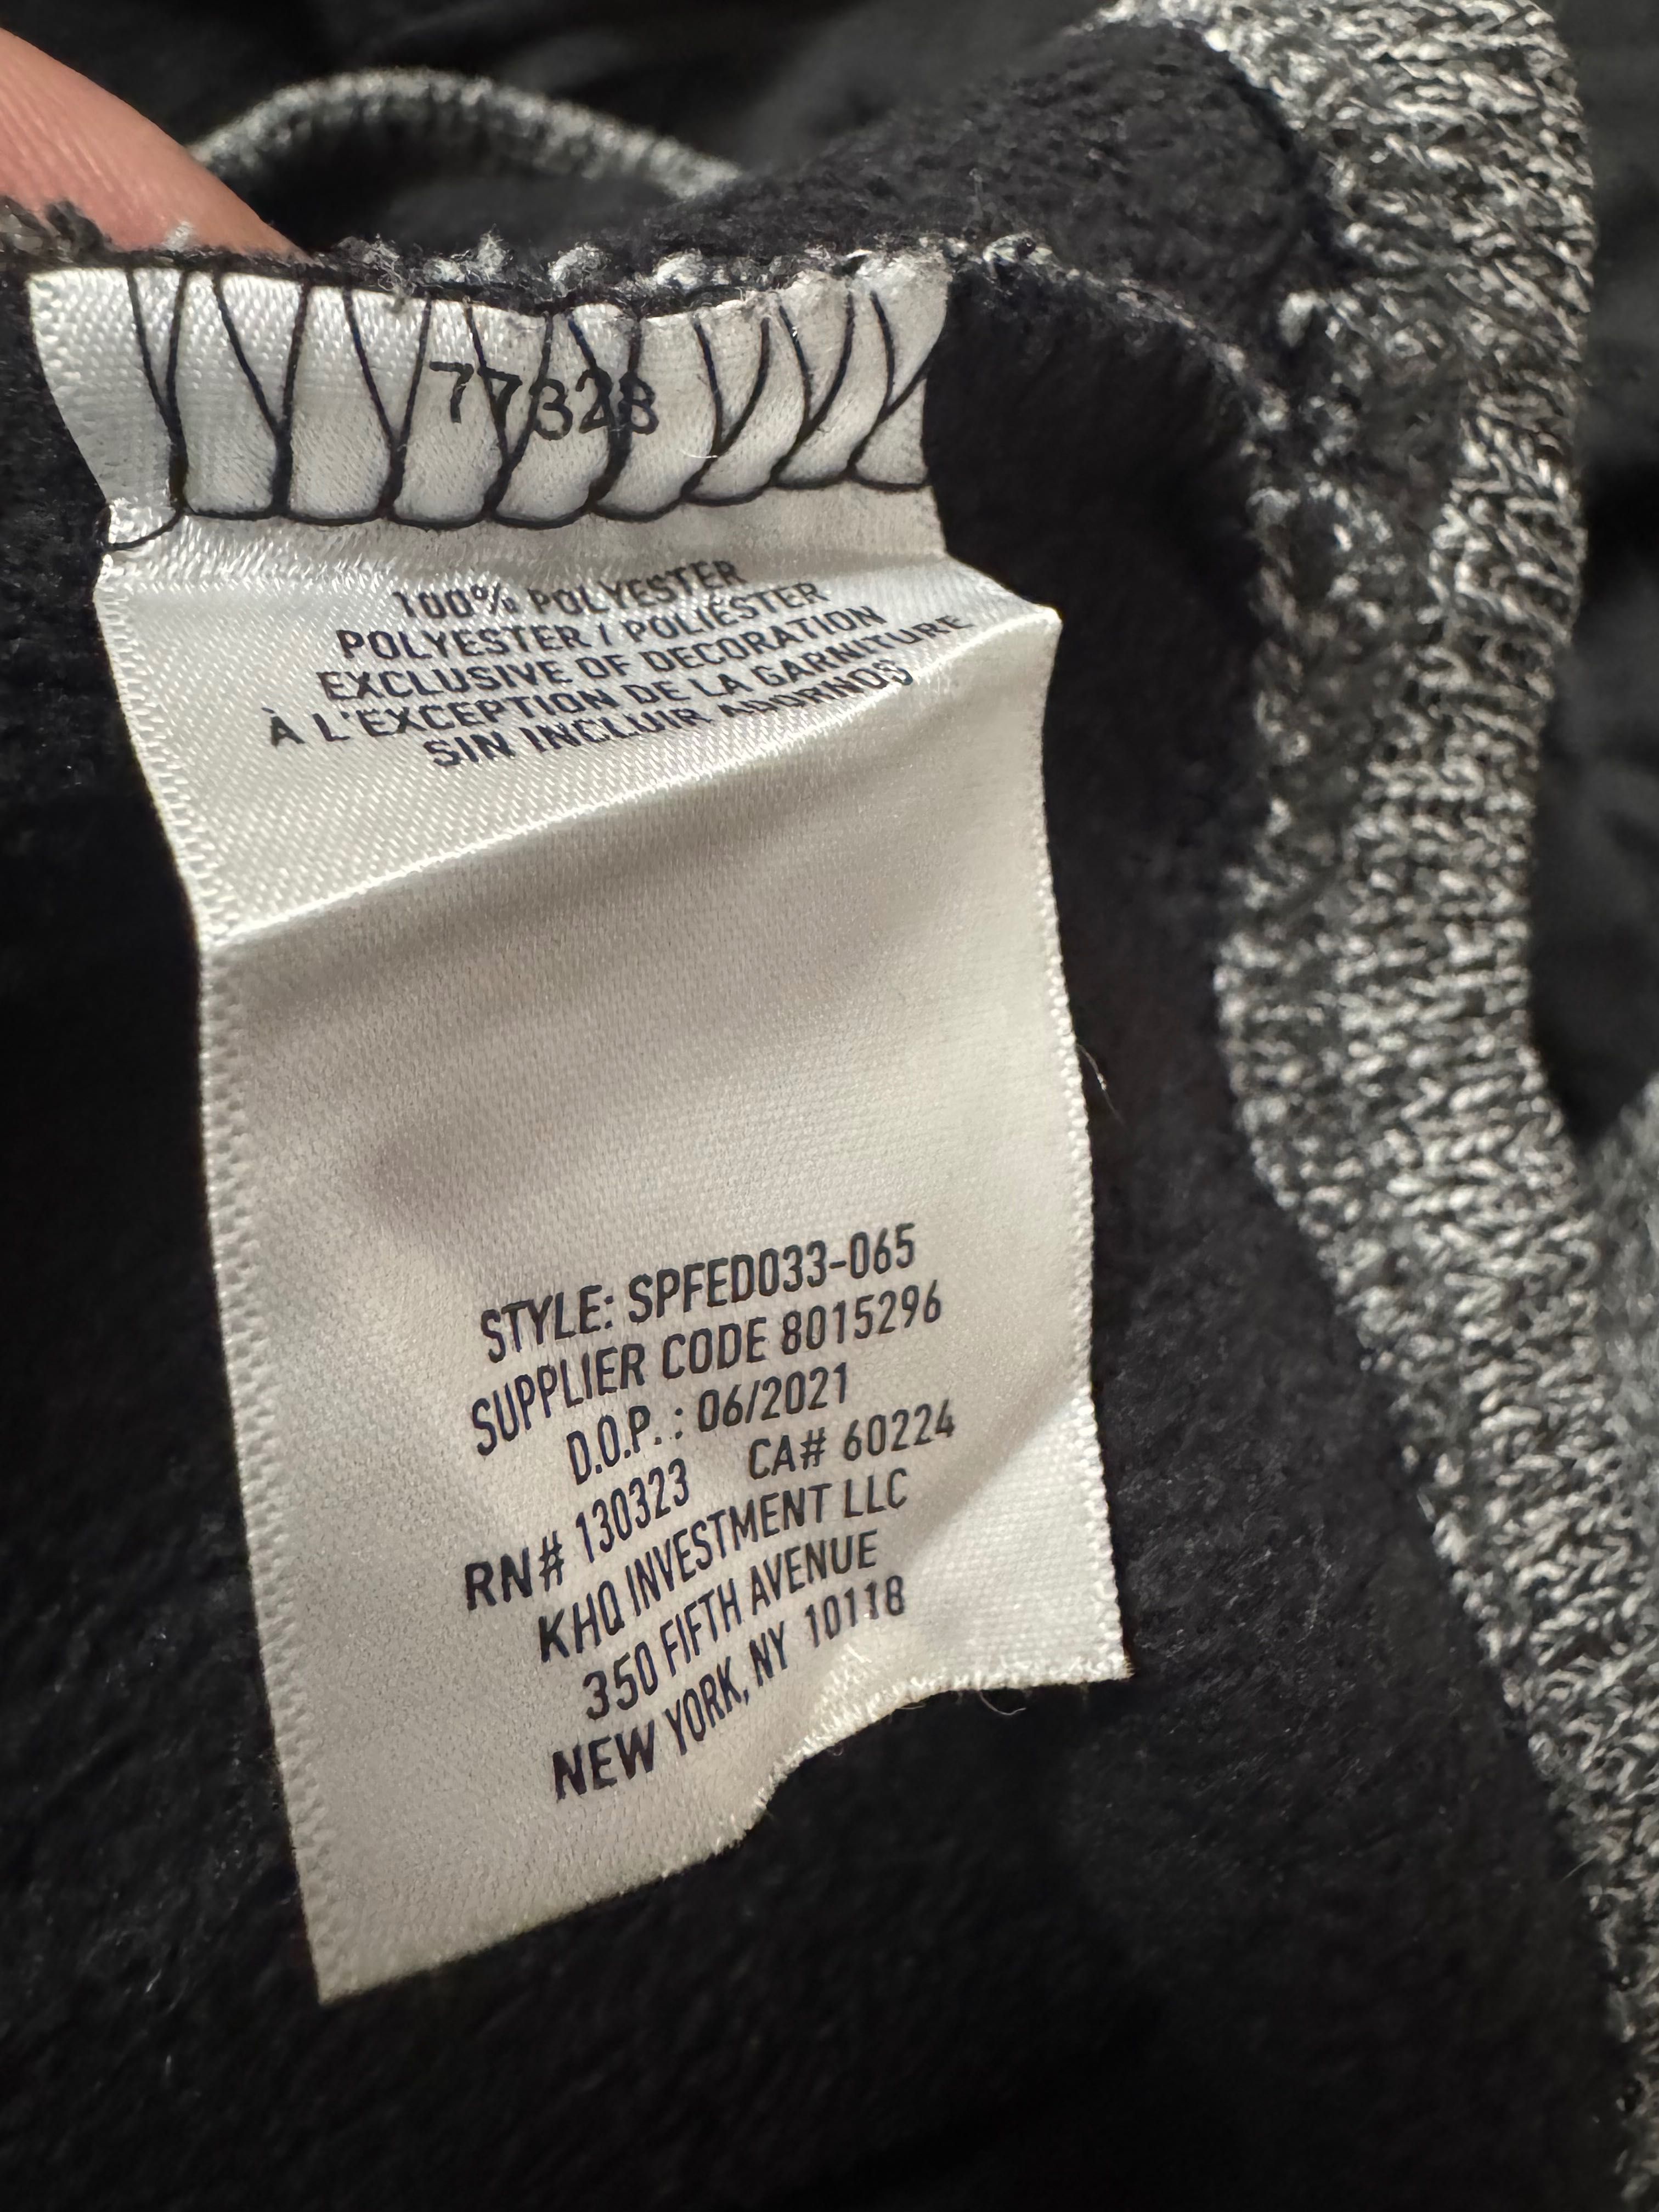 77328
100% POLYESTER
POLYESTER / POLIÉSTER
EXCLUSIVE OF DECORATION
À L'EXCEPTION DE LA GARNITURE
SIN INCLUIR ADORNOS
STYLE: SPFED033-065
SUPPLIER CODE 8015296
D.O.P. : 06/2021
RN# 130323 CA# 60224
KHQ INVESTMENT LLC
350 FIFTH AVENUE
NEW YORK, NY 10118